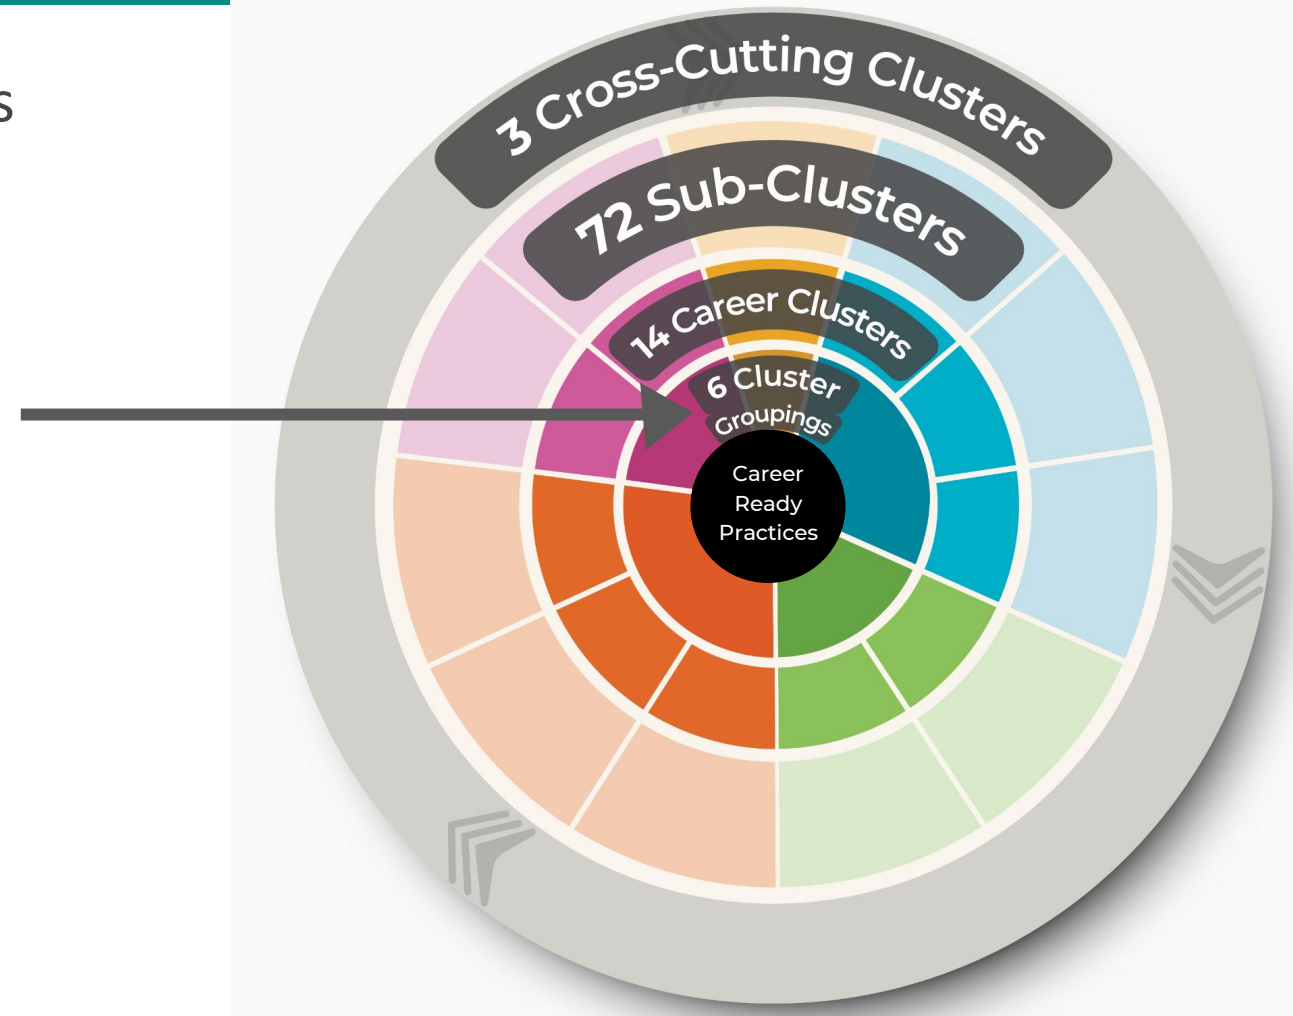 s
3 Cross-Cutting Clusters
72 Sub-Clusters
14 Career Clusters
6 Cluster
Groupings
Career
Ready
Practices